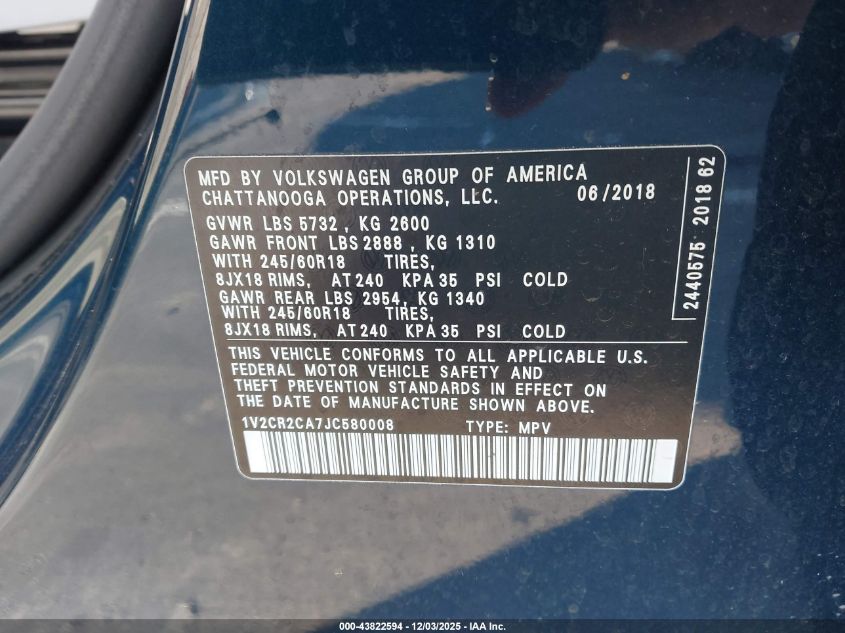 MFD BY VOLKSWAGEN GROUP OF AMERICA
CHATTANOOGA OPERATIONS, LLC. 06/2018
GVWR LBS 5732 , KG 2600
GAWR FRONT LBS 2888 , KG 1310
WITH 245/60R18 TIRES,
8JX18 RIMS, AT 240 KPA 35 PSI COLD
GAWR REAR LBS 2954, KG 1340
WITH 245/60R18 TIRES,
8JX18 RIMS, AT 240 KPA 35 PSI COLD
THIS VEHICLE CONFORMS TO ALL APPLICABLE U.S.
FEDERAL MOTOR VEHICLE SAFETY AND
THEFT PREVENTION STANDARDS IN EFFECT ON
THE DATE OF MANUFACTURE SHOWN ABOVE.
1V2CR2CA7JC580008 TYPE: MPV
2440575 2018 62
000-43822594 - 12/03/2025 - IAA Inc.